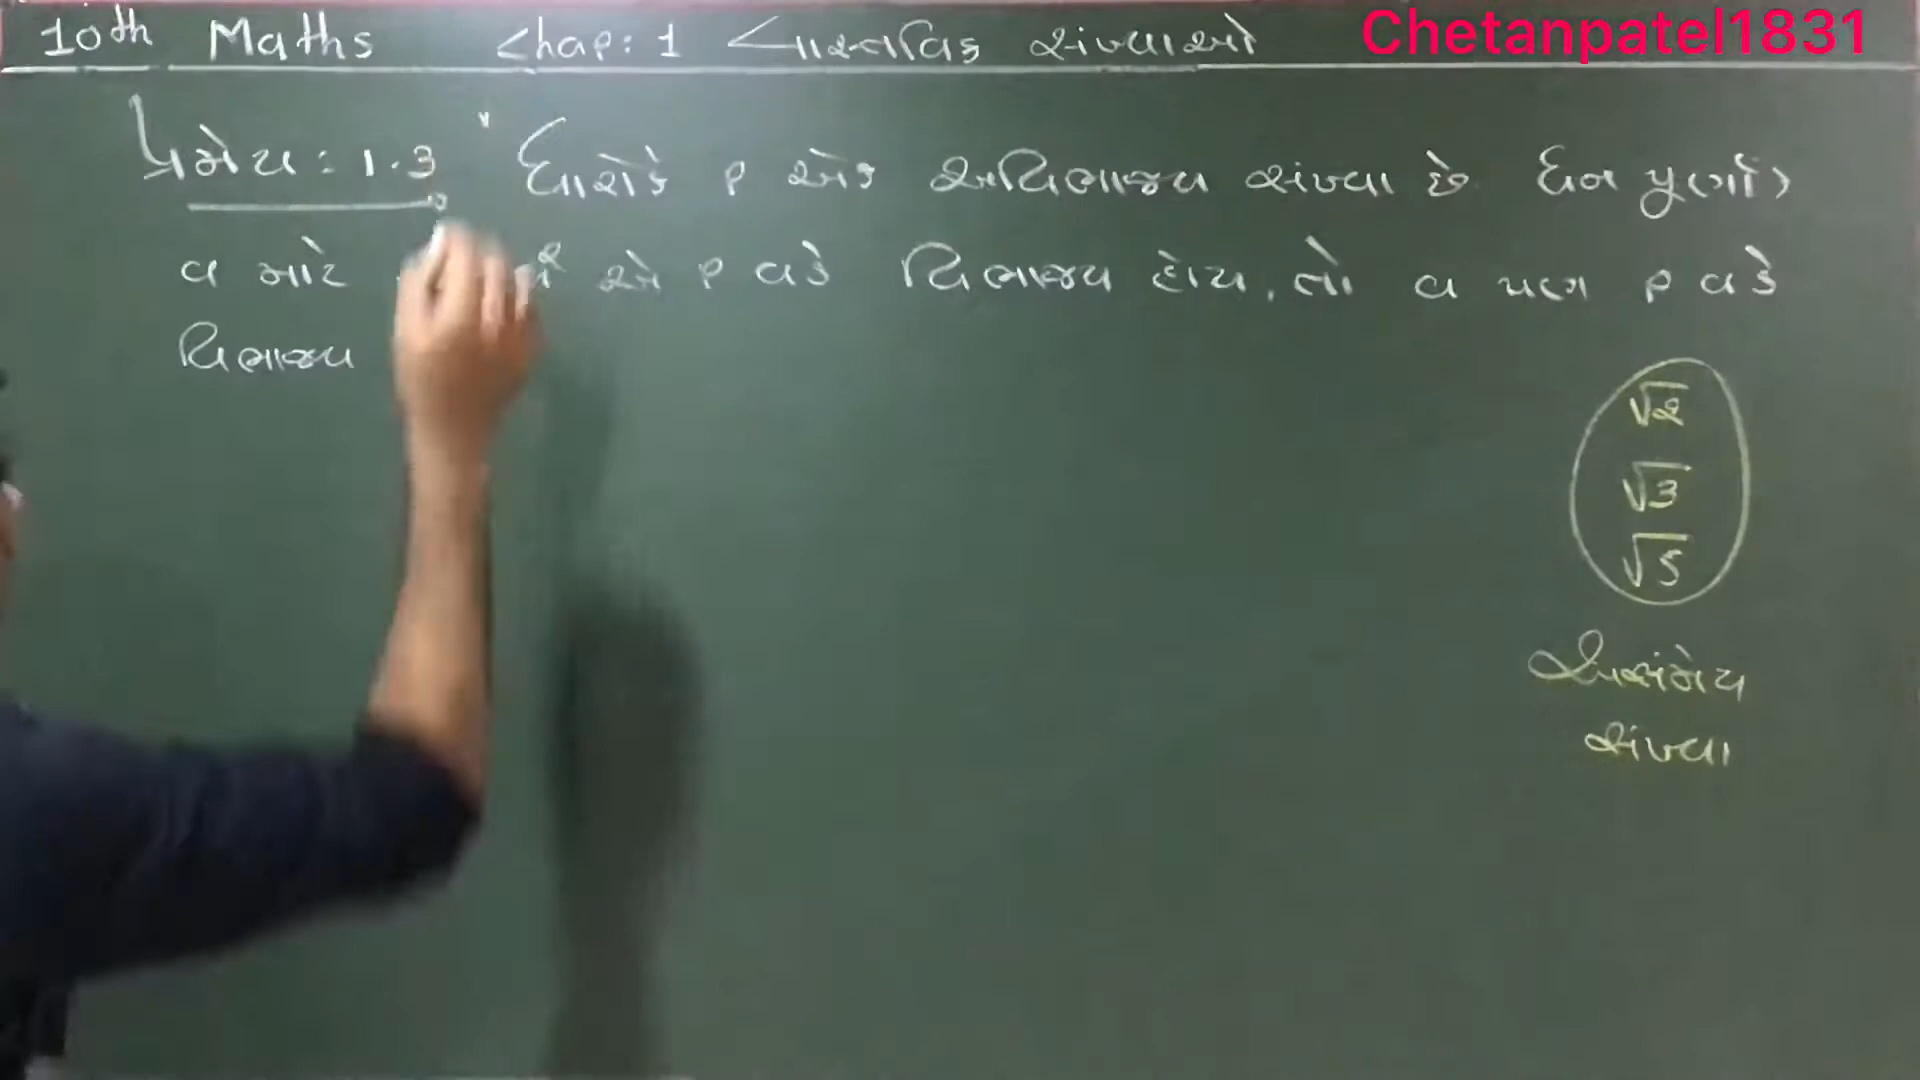 10th Maths Chap: 1 વાસ્તવિક સંખ્યાઓ
Chetanpatel1831
પ્રમેય : 1.3 ધારોકે P એક અવિભાજ્ય સંખ્યા છે. ધન પૂર્ણાંક
a માટે એ P વડે વિભાજ્ય હોય, તો a પણ P વડે
વિભાજ્ય
√2
√3
√5
અસંમેય
સંખ્યા